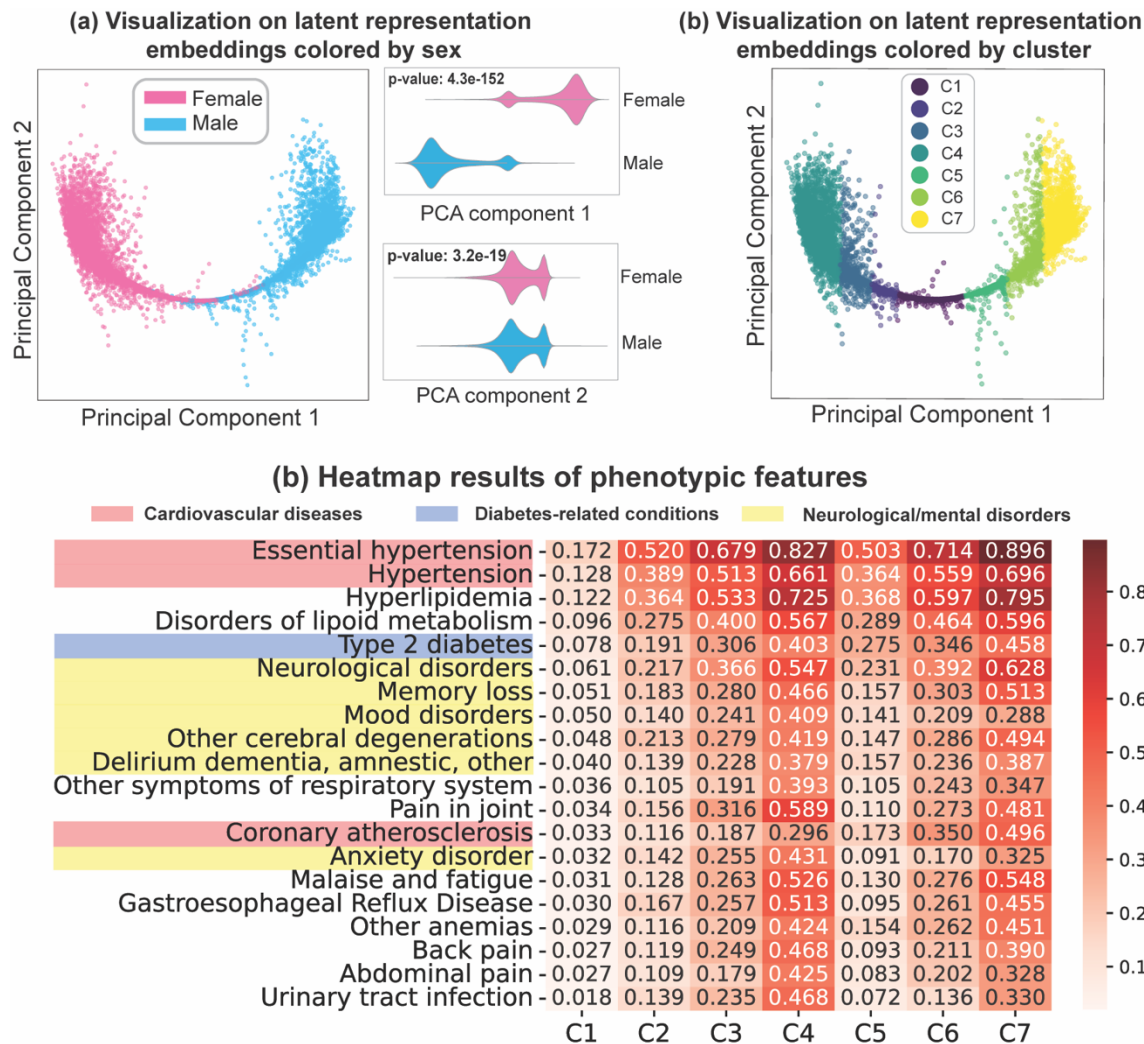 (a) Visualization on latent representation
embeddings colored by sex
Female
Male
Principal Component 2
Principal Component 1
p-value: 4.3e-152
Female
Male
PCA component 1
p-value: 3.2e-19
Female
Male
PCA component 2
(b) Visualization on latent representation
embeddings colored by cluster
C1
C2
C3
C4
C5
C6
C7
Principal Component 2
Principal Component 1
(b) Heatmap results of phenotypic features
Cardiovascular diseases Diabetes-related conditions Neurological/mental disorders
Essential hypertension 0.172 0.520 0.679 0.827 0.503 0.714 0.896
Hypertension 0.128 0.389 0.513 0.661 0.364 0.559 0.696
Hyperlipidemia 0.122 0.364 0.533 0.725 0.368 0.597 0.795
Disorders of lipoid metabolism 0.096 0.275 0.400 0.567 0.289 0.464 0.596
Type 2 diabetes 0.078 0.191 0.306 0.403 0.275 0.346 0.458
Neurological disorders 0.061 0.217 0.366 0.547 0.231 0.392 0.628
Memory loss 0.051 0.183 0.280 0.466 0.157 0.303 0.513
Mood disorders 0.050 0.140 0.241 0.409 0.141 0.209 0.288
Other cerebral degenerations 0.048 0.213 0.279 0.419 0.147 0.286 0.494
Delirium dementia, amnestic, other 0.040 0.139 0.228 0.379 0.157 0.236 0.387
Other symptoms of respiratory system 0.036 0.105 0.191 0.393 0.105 0.243 0.347
Pain in joint 0.034 0.156 0.316 0.589 0.110 0.273 0.481
Coronary atherosclerosis 0.033 0.116 0.187 0.296 0.173 0.350 0.496
Anxiety disorder 0.032 0.142 0.255 0.431 0.091 0.170 0.325
Malaise and fatigue 0.031 0.128 0.263 0.526 0.130 0.276 0.548
Gastroesophageal Reflux Disease 0.030 0.167 0.257 0.513 0.095 0.261 0.455
Other anemias 0.029 0.116 0.209 0.424 0.154 0.262 0.451
Back pain 0.027 0.119 0.249 0.468 0.093 0.211 0.390
Abdominal pain 0.027 0.109 0.179 0.425 0.083 0.202 0.328
Urinary tract infection 0.018 0.139 0.235 0.468 0.072 0.136 0.330
C1 C2 C3 C4 C5 C6 C7
0.8
0.7
0.6
0.5
0.4
0.3
0.2
0.1